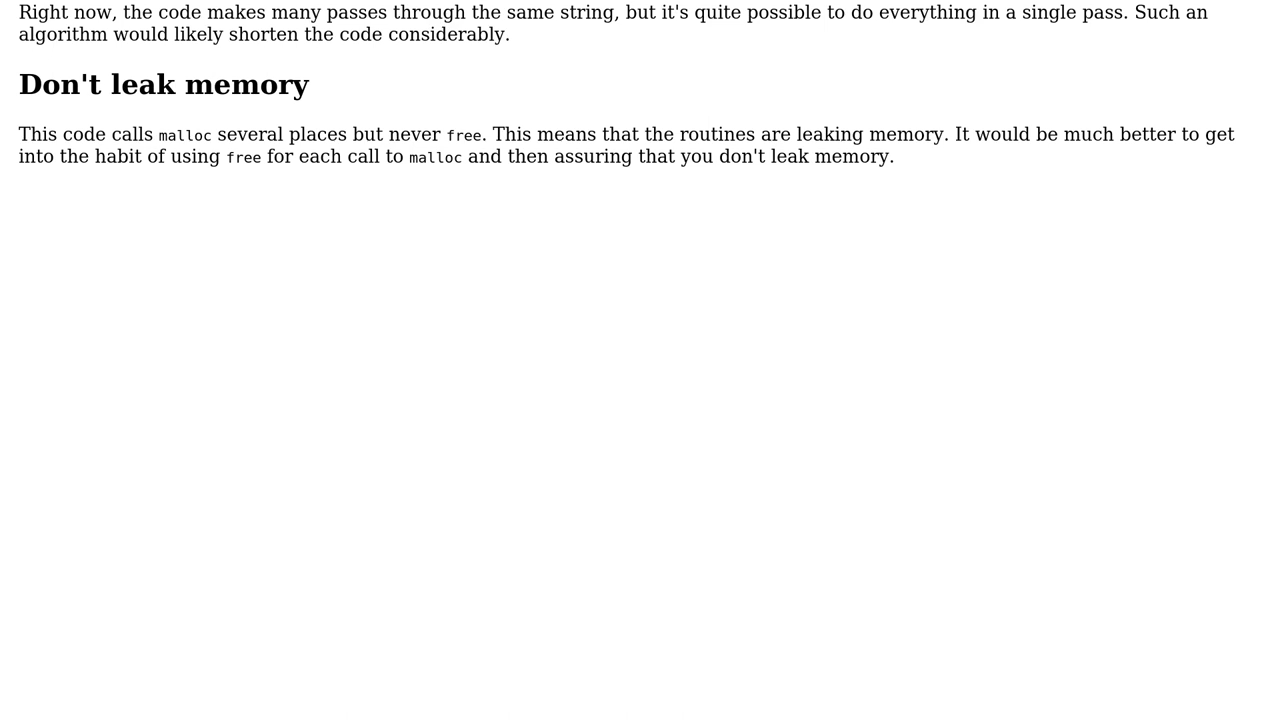 Right now, the code makes many passes through the same string, but it's quite possible to do everything in a single pass. Such an
algorithm would likely shorten the code considerably.
Don't leak memory
This code calls malloc several places but never free. This means that the routines are leaking memory. It would be much better to get
into the habit of using free for each call to malloc and then assuring that you don't leak memory.